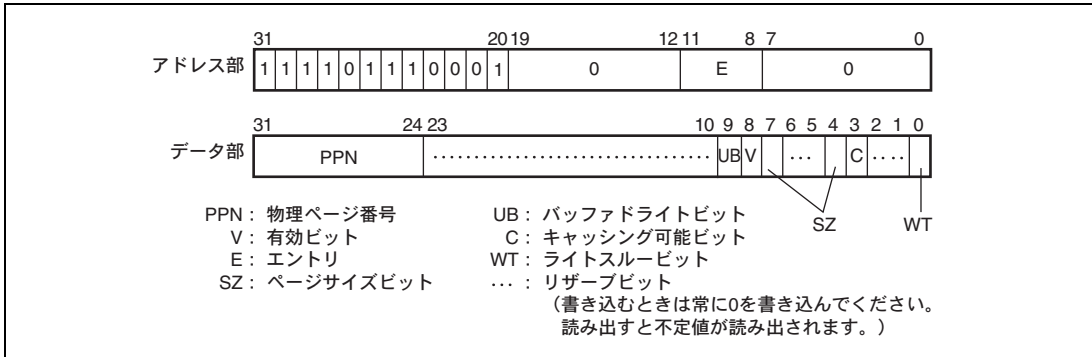 31 20 19 12 11 8 7 0
アドレス部 1 1 1 1 0 1 1 1 0 0 0 1 0 E 0
31 24 23 10 9 8 7 6 5 4 3 2 1 0
データ部 PPN ................................. UB V ... C .... 
SZ WT
PPN： 物理ページ番号 UB： バッファドライトビット
V： 有効ビット C： キャッシング可能ビット
E： エントリ WT： ライトスルービット
SZ： ページサイズビット ...： リザーブビット
（書き込むときは常に0を書き込んでください。
読み出すと不定値が読み出されます。）